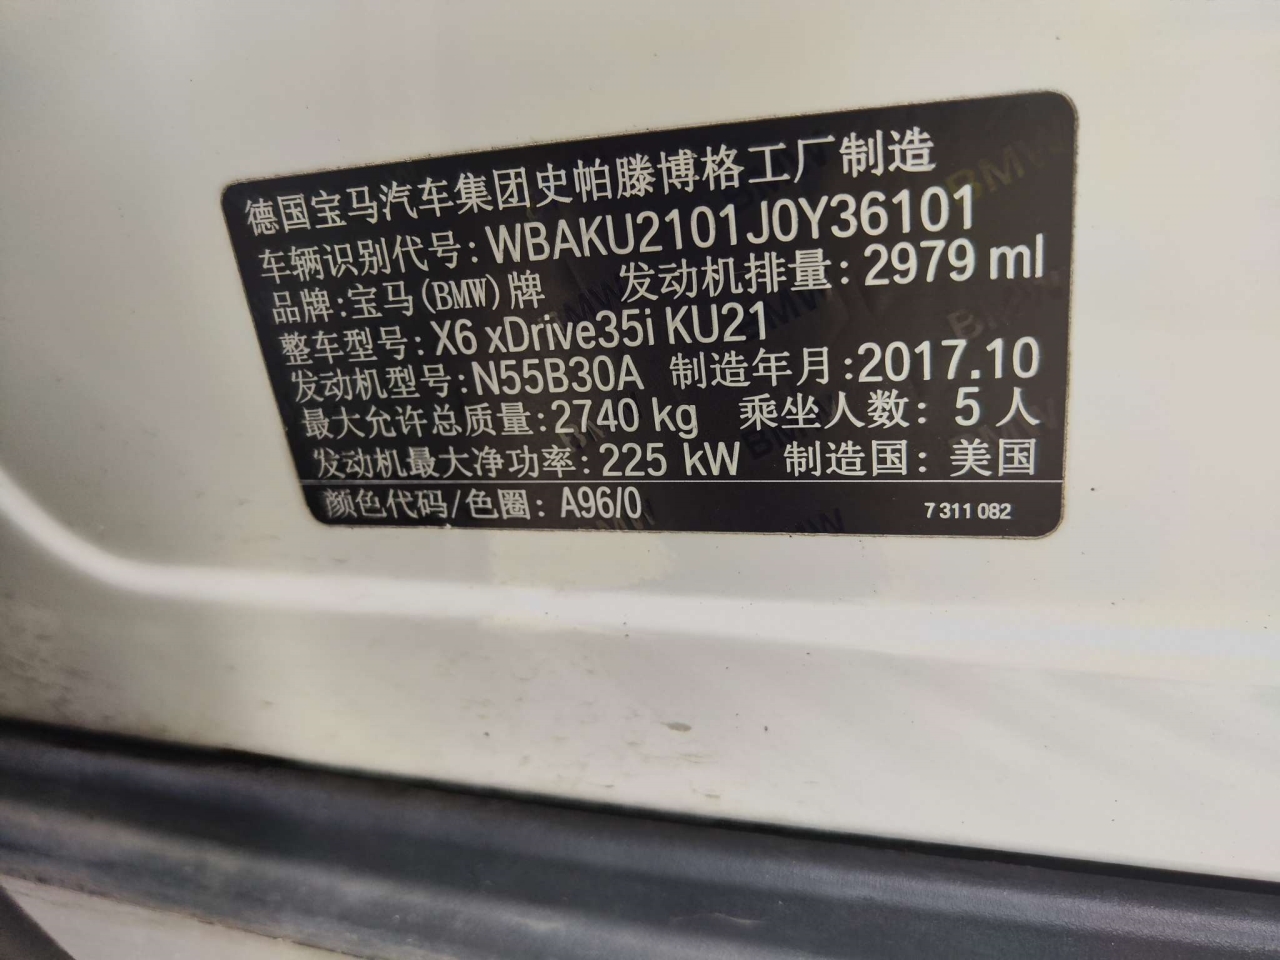 德国宝马汽车集团史帕滕博格工厂制造
车辆识别代号: WBAKU2101J0Y36101
品牌:宝马(BMW)牌 发动机排量: 2979 ml
整车型号: X6 xDrive35i KU21
发动机型号: N55B30A 制造年月:2017.10
最大允许总质量: 2740 kg 乘坐人数: 5 人
发动机最大净功率: 225 kW 制造国: 美国
颜色代码/色圈: A96/0 7 311 082